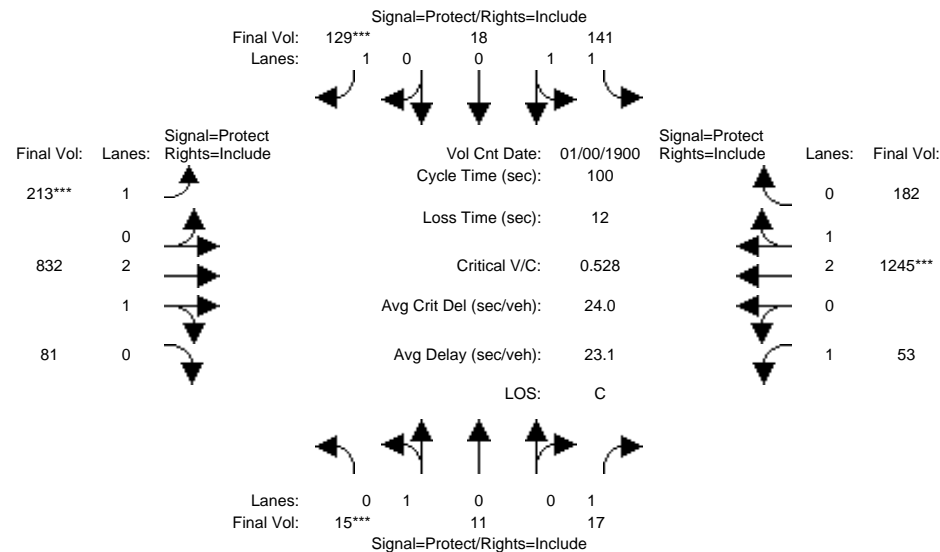 Signal=Protect/Rights=Include
Final Vol: 129*** 18 141
Lanes: 1 0 0 1 1
Signal=Protect Signal=Protect
Final Vol: Lanes: Rights=Include Vol Cnt Date: 01/00/1900 Rights=Include Lanes: Final Vol:
Cycle Time (sec): 100
213*** 1 0 182
Loss Time (sec): 12
0 1
832 2 Critical V/C: 0.528 2 1245***
1 Avg Crit Del (sec/veh): 24.0 0
81 0 Avg Delay (sec/veh): 23.1 1 53
LOS: C
Lanes: 0 1 0 0 1
Final Vol: 15*** 11 17
Signal=Protect/Rights=Include